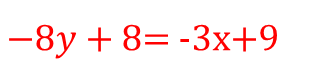 −8y + 8= -3x+9